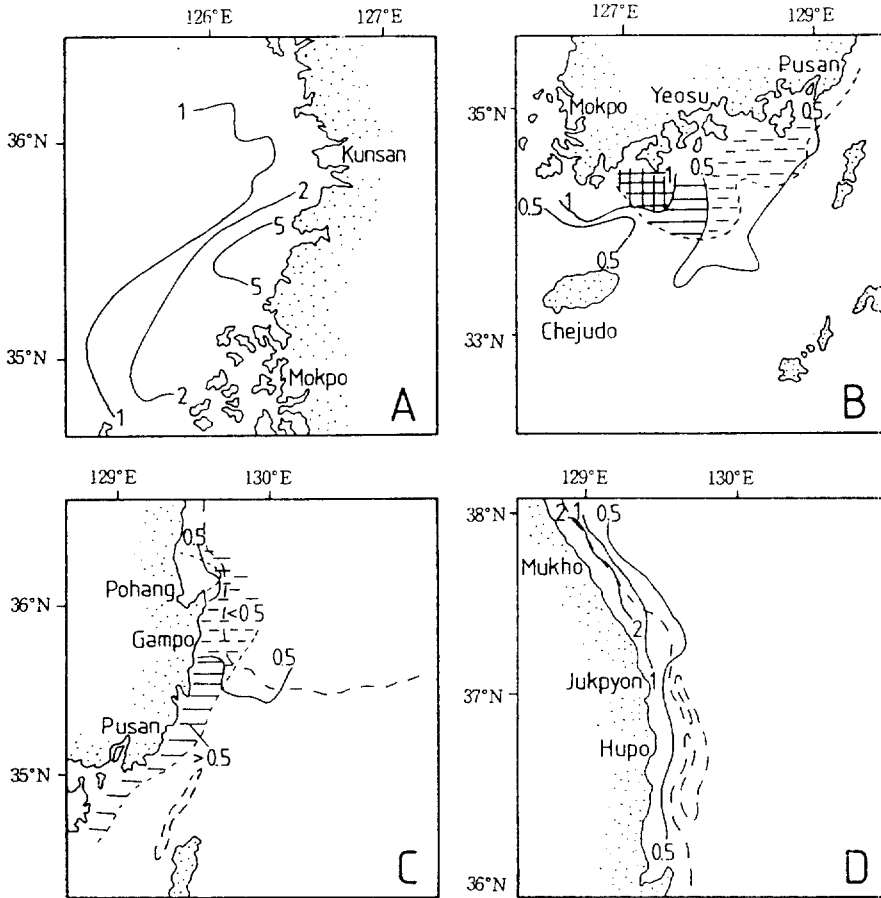 126°E 127°E
36°N
35°N
1
2
5
5
2
1
Kunsan
Mokpo
A
127°E 129°E
35°N
33°N
Pusan
Yeosu
Mokpo
0.5
0.5
1
0.5
1
0.5
Chejudo
B
129°E 130°E
36°N
35°N
0.5
Pohang
<0.5
Gampo
0.5
Pusan
0.5
C
129°E 130°E
38°N
37°N
36°N
2 1 0.5
Mukho
2
Jukpyon 1
Hupo
0.5
D